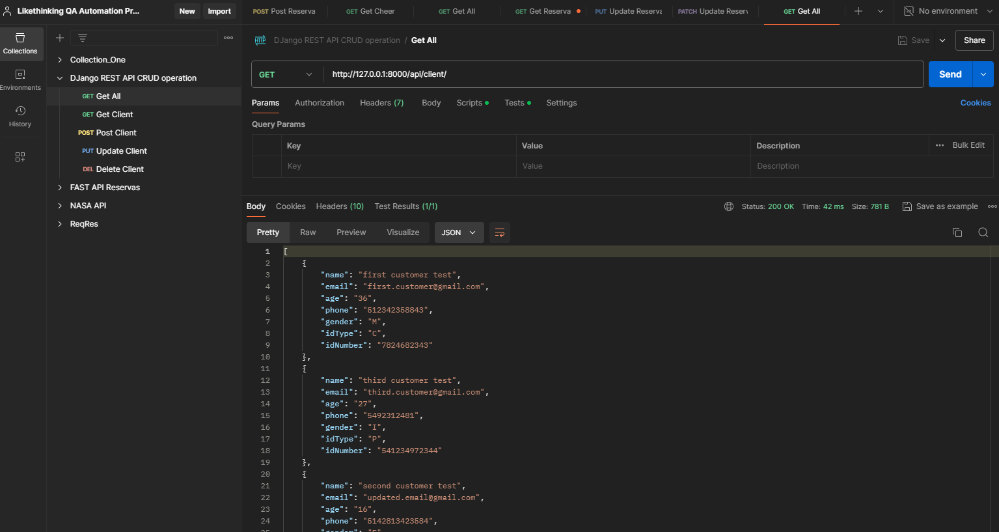 Likethinking QA Automation Pr...
New
Import
POST Post Reserva
GET Get Cheer
GET Get All
GET Get Reserva
PUT Update Reserva
PATCH Update Reserv
GET Get All
No environment
Collections
Environments
History
Collection_One
DJango REST API CRUD operation
GET Get All
GET Get Client
POST Post Client
PUT Update Client
DEL Delete Client
FAST API Reservas
NASA API
ReqRes
HTTP DJango REST API CRUD operation / Get All
Save
Share
GET
http://127.0.0.1:8000/api/client/
Send
Params Authorization Headers (7) Body Scripts Tests Settings
Cookies
Query Params
Key Value Description ••• Bulk Edit
Key Value Description
Body Cookies Headers (10) Test Results (1/1)
Status: 200 OK Time: 42 ms Size: 781 B
Save as example
Pretty Raw Preview Visualize JSON
1 [
2 {
3 "name": "first customer test",
4 "email": "first.customer@gmail.com",
5 "age": "36",
6 "phone": "512342358843",
7 "gender": "M",
8 "idType": "C",
9 "idNumber": "7824682343"
10 },
11 {
12 "name": "third customer test",
13 "email": "third.customer@gmail.com",
14 "age": "27",
15 "phone": "5492312481",
16 "gender": "I",
17 "idType": "P",
18 "idNumber": "541234972344"
19 },
20 {
21 "name": "second customer test",
22 "email": "updated.email@gmail.com",
23 "age": "16",
24 "phone": "5142813423584",